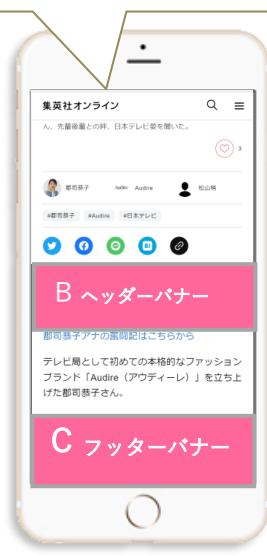 集英社オンライン
ん、先輩後輩との絆、日本テレビ愛を聞いた。
3
郡司恭子 Audire Audire 松山梢
#郡司恭子 #Audire #日本テレビ
B!
B ヘッダーバナー
郡司恭子アナの奮闘記はこちらから
テレビ局として初めての本格的なファッション
ブランド「Audire（アウディーレ）」を立ち上
げた郡司恭子さん。
C フッターバナー